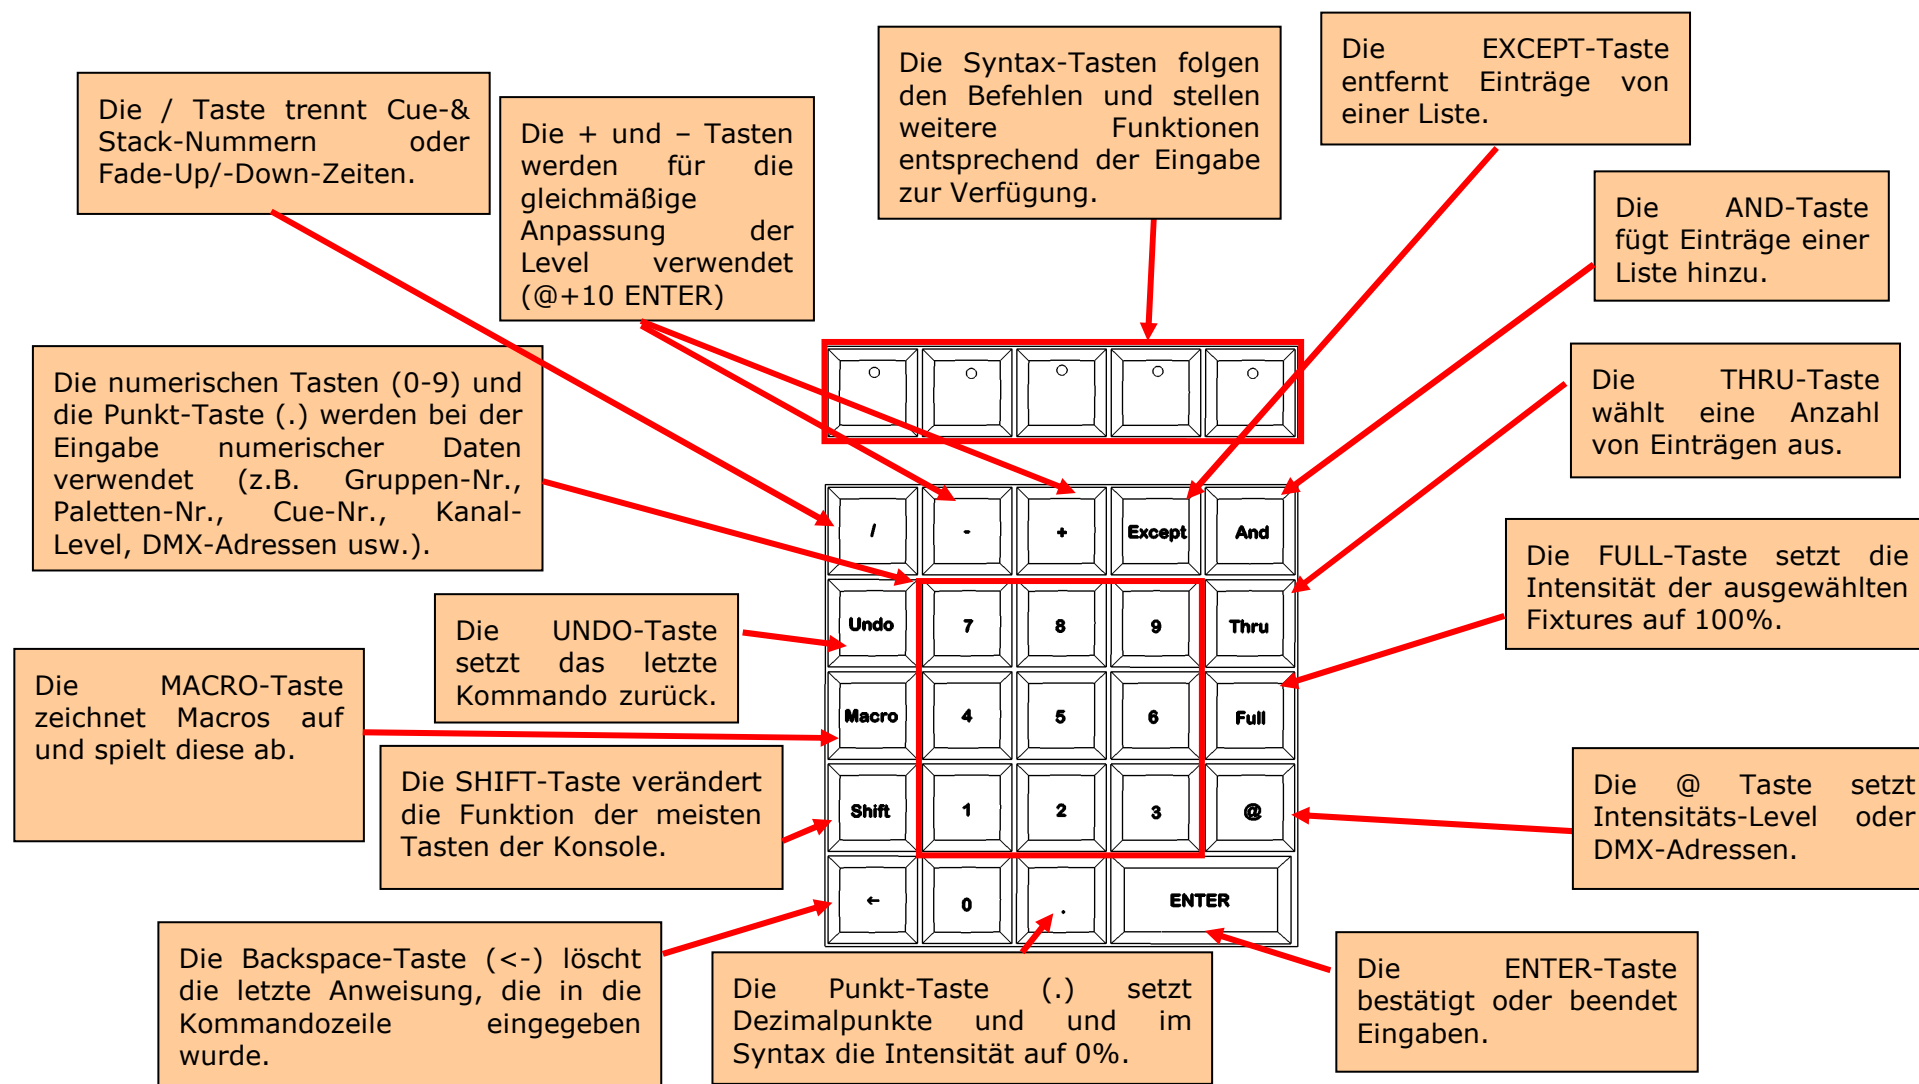 Die / Taste trennt Cue-&
Stack-Nummern oder
Fade-Up/-Down-Zeiten.
Die + und – Tasten
werden für die
gleichmäßige
Anpassung der
Level verwendet
(@+10 ENTER)
Die Syntax-Tasten folgen
den Befehlen und stellen
weitere Funktionen
entsprechend der Eingabe
zur Verfügung.
Die EXCEPT-Taste
entfernt Einträge von
einer Liste.
Die AND-Taste
fügt Einträge einer
Liste hinzu.
Die numerischen Tasten (0-9) und
die Punkt-Taste (.) werden bei der
Eingabe numerischer Daten
verwendet (z.B. Gruppen-Nr.,
Paletten-Nr., Cue-Nr., Kanal-
Level, DMX-Adressen usw.).
Die THRU-Taste
wählt eine Anzahl
von Einträgen aus.
Die FULL-Taste setzt die
Intensität der ausgewählten
Fixtures auf 100%.
Die UNDO-Taste
setzt das letzte
Kommando zurück.
Die MACRO-Taste
zeichnet Macros auf
und spielt diese ab.
Die SHIFT-Taste verändert
die Funktion der meisten
Tasten der Konsole.
Die @ Taste setzt
Intensitäts-Level oder
DMX-Adressen.
/ - + Except And
Undo 7 8 9 Thru
Macro 4 5 6 Full
Shift 1 2 3 @
← 0 . ENTER
Die Backspace-Taste (<-) löscht
die letzte Anweisung, die in die
Kommandozeile eingegeben
wurde.
Die Punkt-Taste (.) setzt
Dezimalpunkte und und im
Syntax die Intensität auf 0%.
Die ENTER-Taste
bestätigt oder beendet
Eingaben.